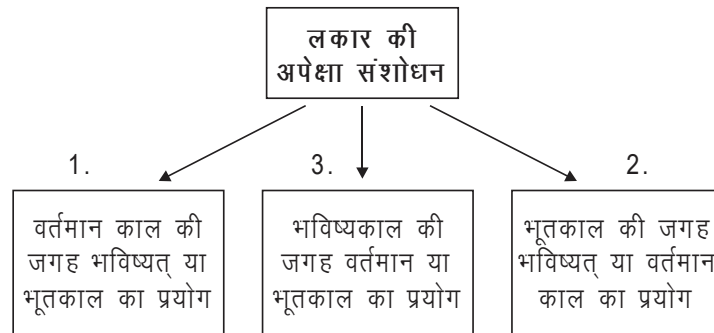 लकार की
अपेक्षा संशोधन
1.
3.
2.
वर्तमान काल की
जगह भविष्यत् या
भूतकाल का प्रयोग
भविष्यकाल की
जगह वर्तमान या
भूतकाल का प्रयोग
भूतकाल की जगह
भविष्यत् या वर्तमान
काल का प्रयोग